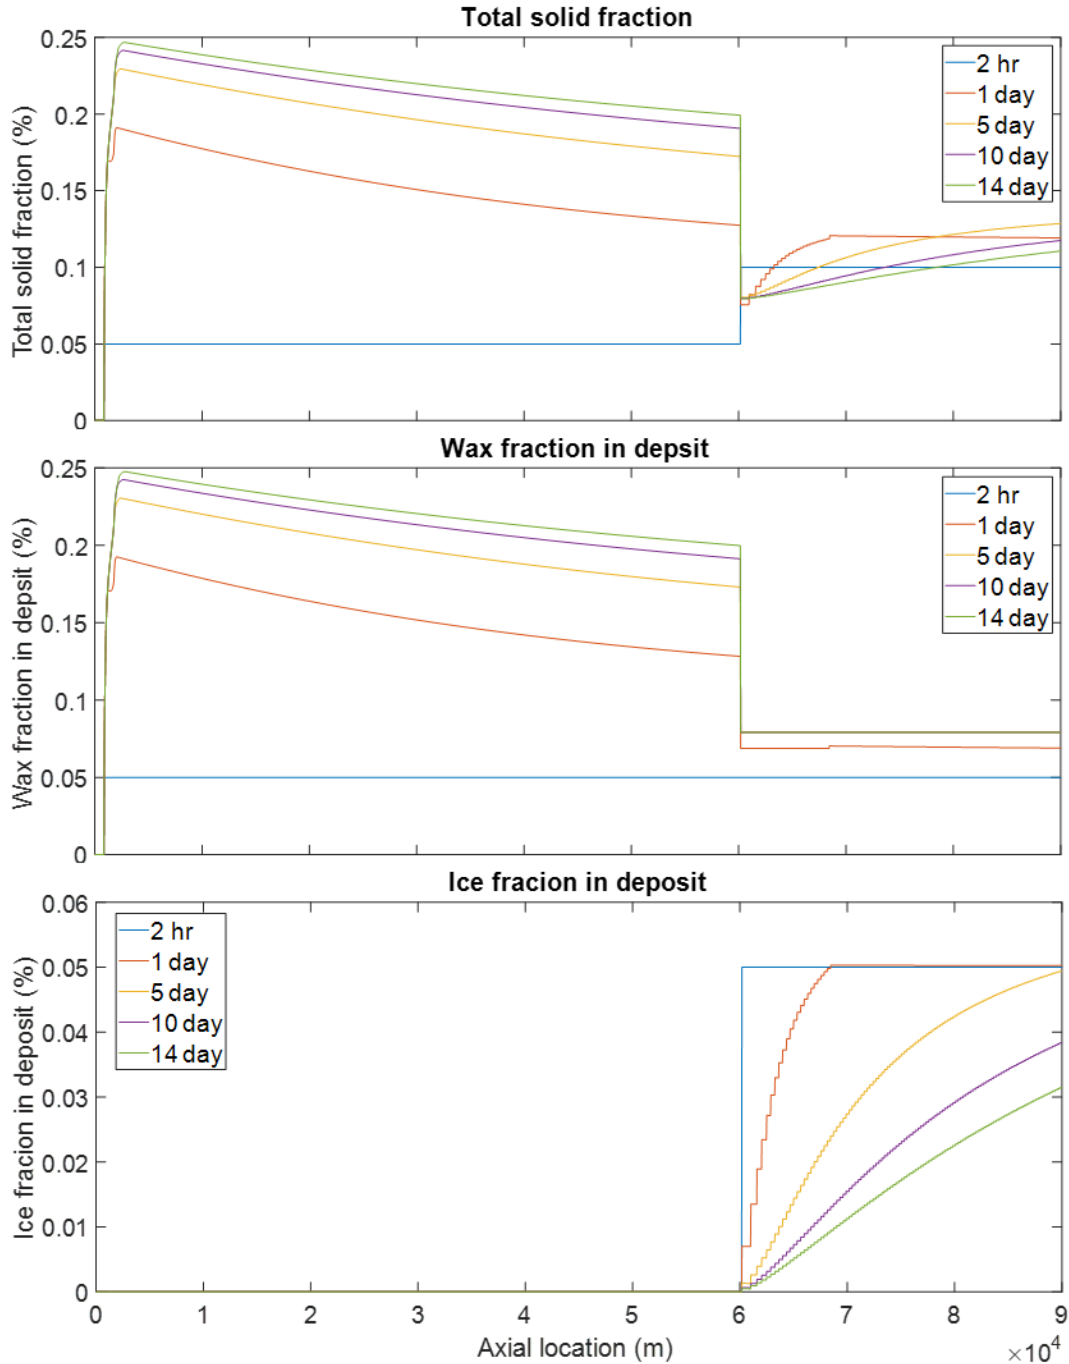 Total solid fraction
Total solid fraction (%)
0.25
0.2
0.15
0.1
0.05
0
2 hr
1 day
5 day
10 day
14 day
Wax fraction in depsit
Wax fraction in depsit (%)
0.25
0.2
0.15
0.1
0.05
0
2 hr
1 day
5 day
10 day
14 day
Ice fracion in deposit
Ice fracion in deposit (%)
0.06
0.05
0.04
0.03
0.02
0.01
0
2 hr
1 day
5 day
10 day
14 day
0 1 2 3 4 5 6 7 8 9
Axial location (m)
×10⁴